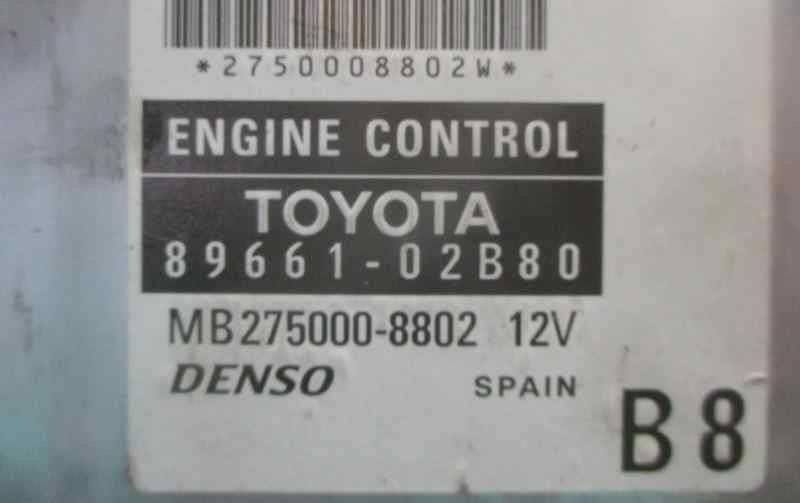 *2750008802W*
ENGINE CONTROL
TOYOTA
89661-02B80
MB275000-8802 12V
DENSO SPAIN
B8